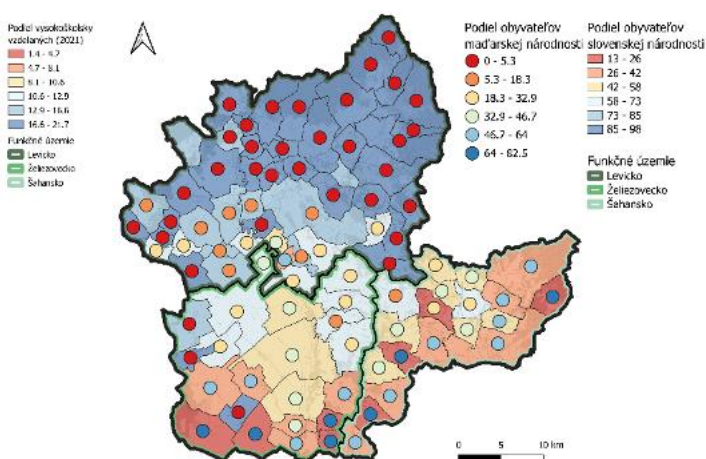 Podiel vysokoškolsky
vzdelaných (2021)
1.4 - 4.7
4.7 - 8.1
8.1 - 10.6
10.6 - 12.9
12.9 - 16.6
16.6 - 21.7
Funkčné územie
Levicko
Želiezovecko
Šahansko
Podiel obyvateľov
maďarskej národnosti
0 - 5.3
5.3 - 18.3
18.3 - 32.9
32.9 - 46.7
46.7 - 64
64 - 82.5
Podiel obyvateľov
slovenskej národnosti
13 - 26
26 - 42
42 - 58
58 - 73
73 - 85
85 - 98
Funkčné územie
Levicko
Želiezovecko
Šahansko
0 5 10 km